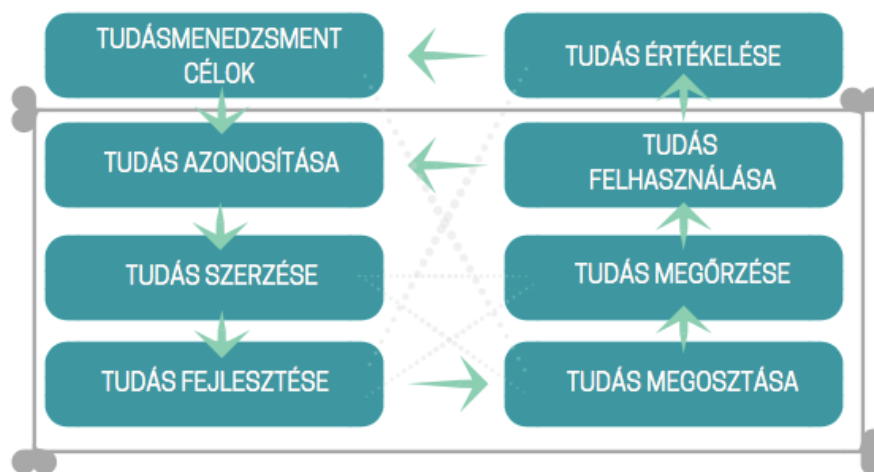 TUDÁSMENEDZSMENT
CÉLOK
TUDÁS ÉRTÉKELÉSE
TUDÁS AZONOSÍTÁSA
TUDÁS
FELHASZNÁLÁSA
TUDÁS SZERZÉSE
TUDÁS MEGŐRZÉSE
TUDÁS FEJLESZTÉSE
TUDÁS MEGOSZTÁSA